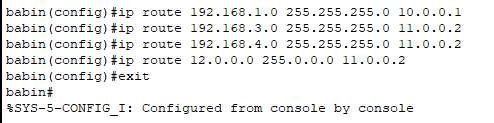 babin(config)#ip route 192.168.1.0 255.255.255.0 10.0.0.1
babin(config)#ip route 192.168.3.0 255.255.255.0 11.0.0.2
babin(config)#ip route 192.168.4.0 255.255.255.0 11.0.0.2
babin(config)#ip route 12.0.0.0 255.0.0.0 11.0.0.2
babin(config)#exit
babin#
%SYS-5-CONFIG_I: Configured from console by console